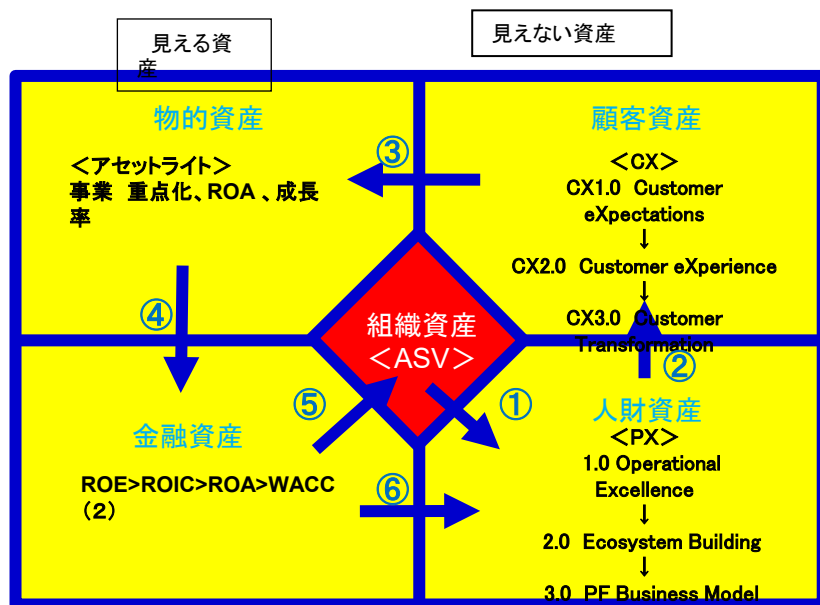 見える資
産
見えない資産
物的資産
<アセットライト>
事業 重点化、ROA 、成長
率
③
顧客資産
<CX>
CX1.0 Customer
eXpectations
↓
CX2.0 Customer eXperience
↓
CX3.0 Customer
Transformation
④
組織資産
<ASV>
⑤
①
②
金融資産
ROE>ROIC>ROA>WACC
(2)
⑥
人財資産
<PX>
1.0 Operational
Excellence
↓
2.0 Ecosystem Building
↓
3.0 PF Business Model